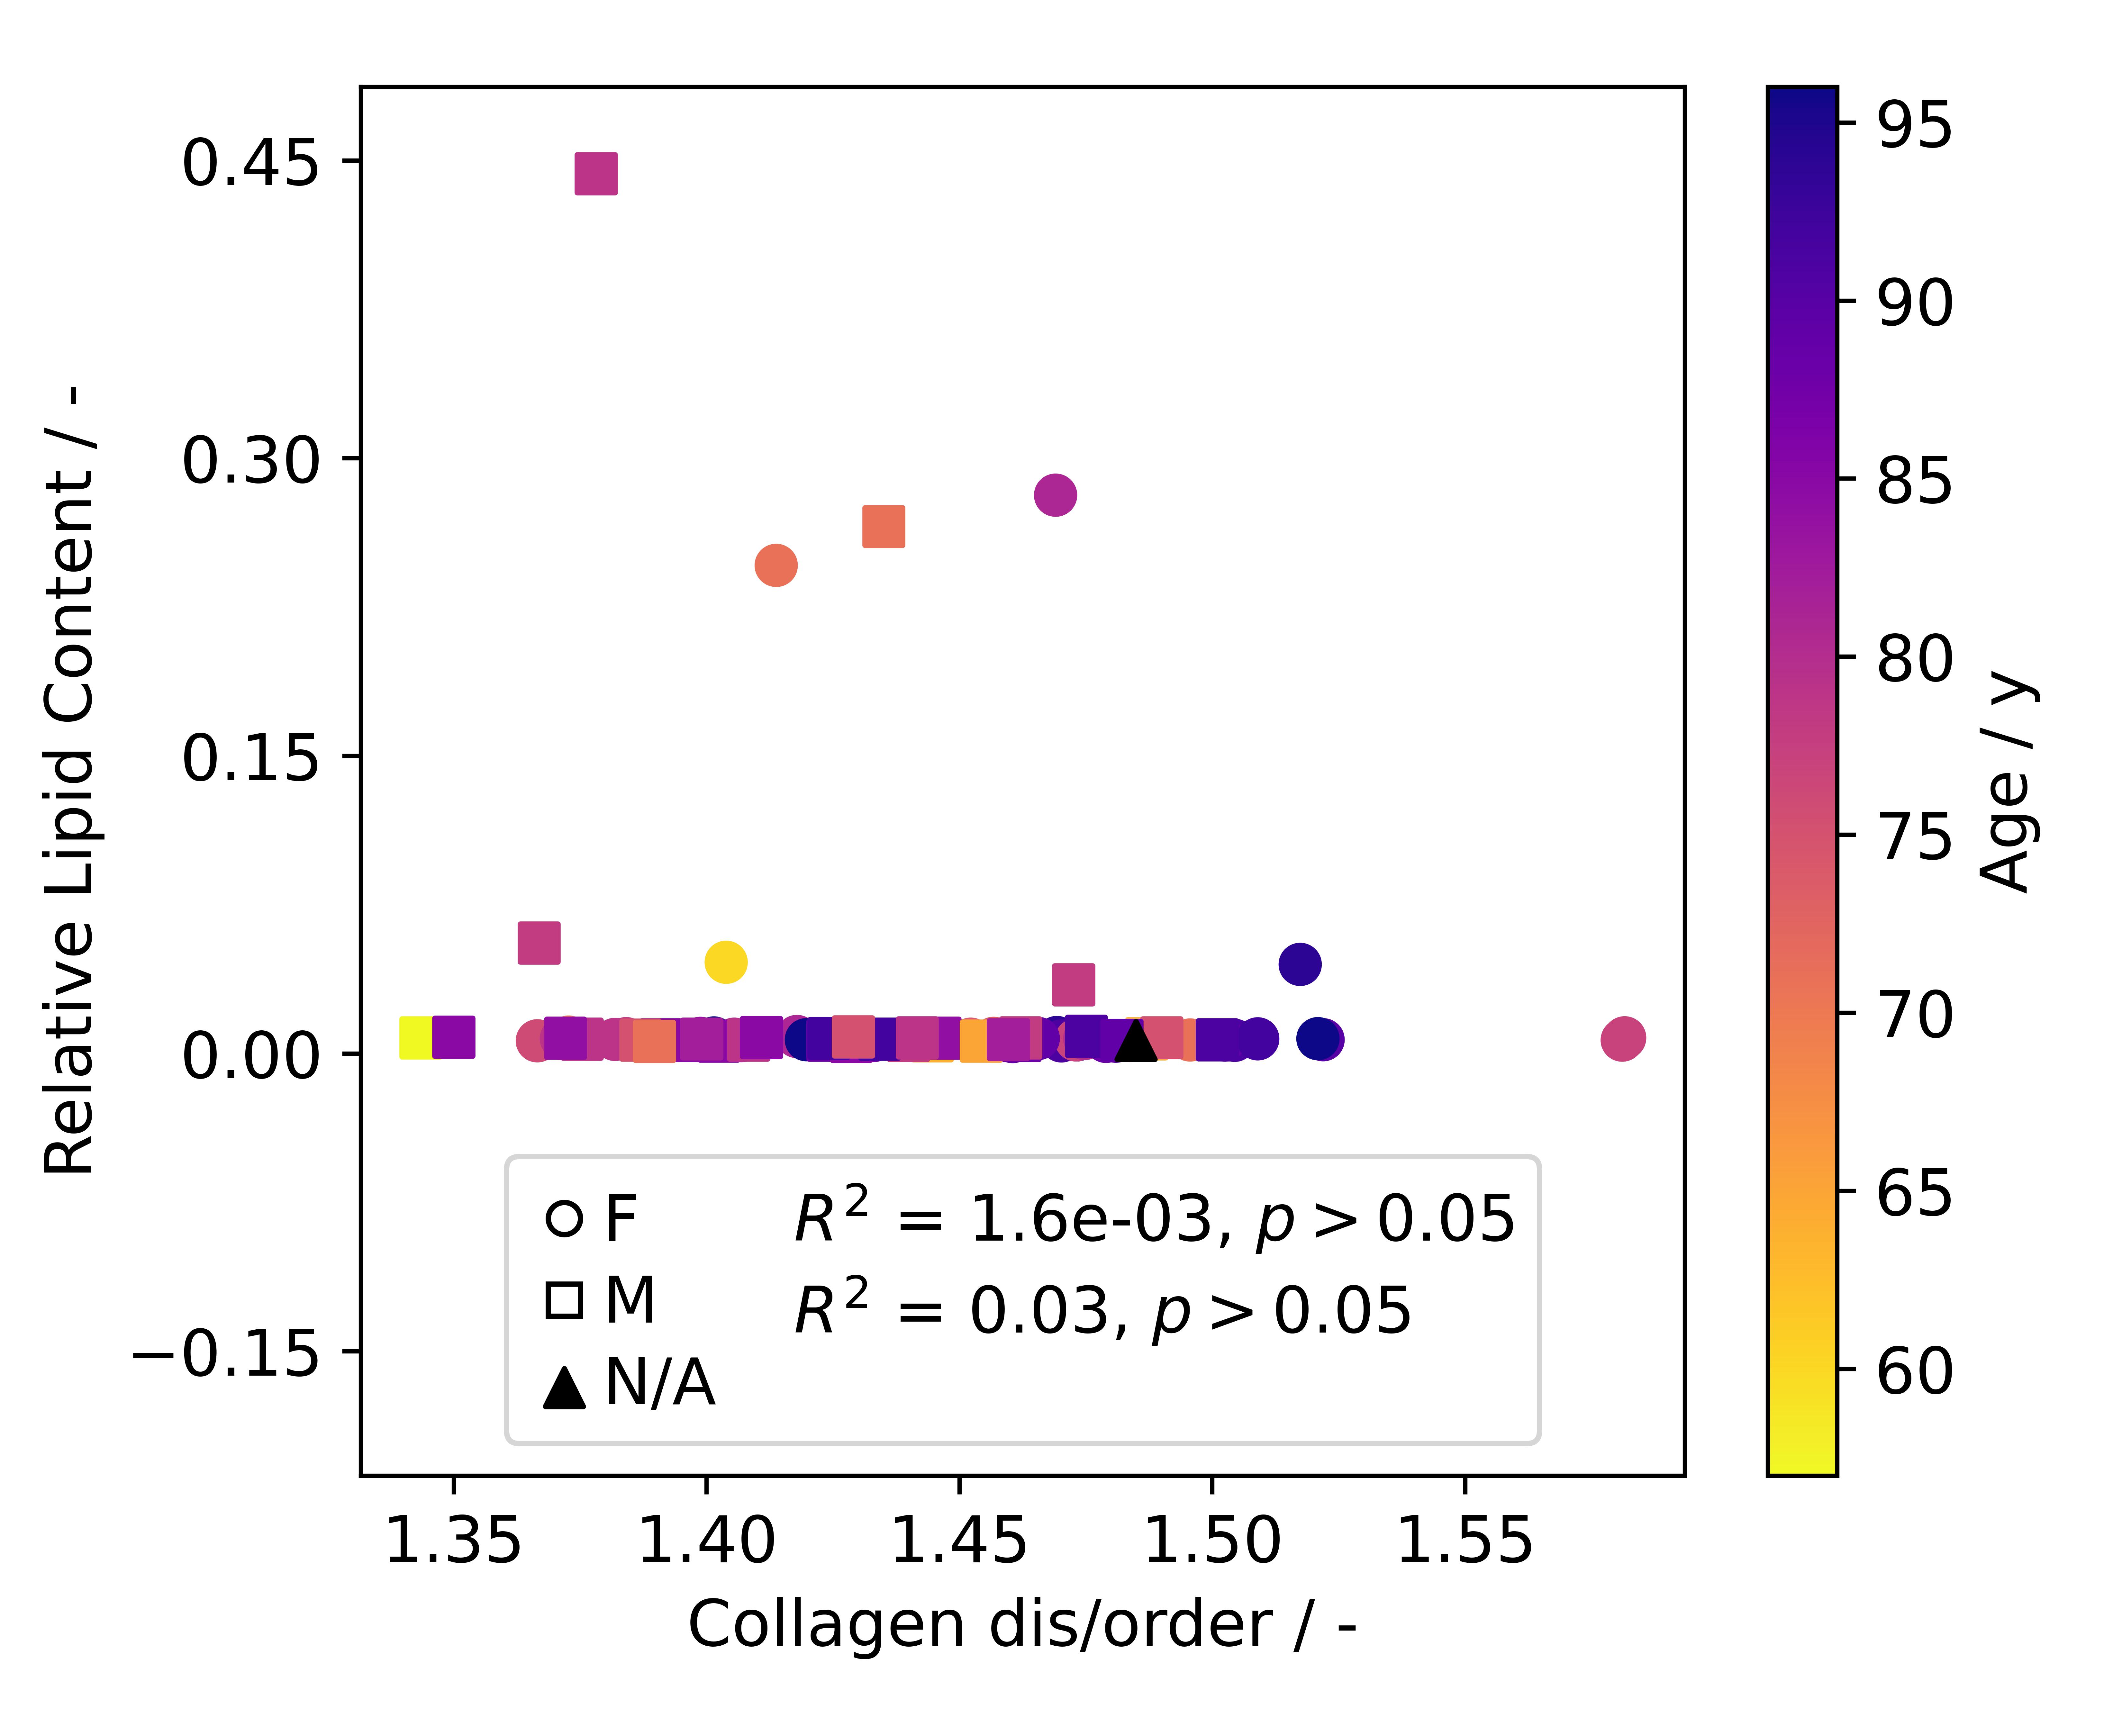 0.45
0.30
0.15
0.00
−0.15
Relative Lipid Content / -
F
M
N/A
R² = 1.6e-03, p > 0.05
R² = 0.03, p > 0.05
1.35 1.40 1.45 1.50 1.55
Collagen dis/order / -
95
90
85
80
75
70
65
60
Age / y